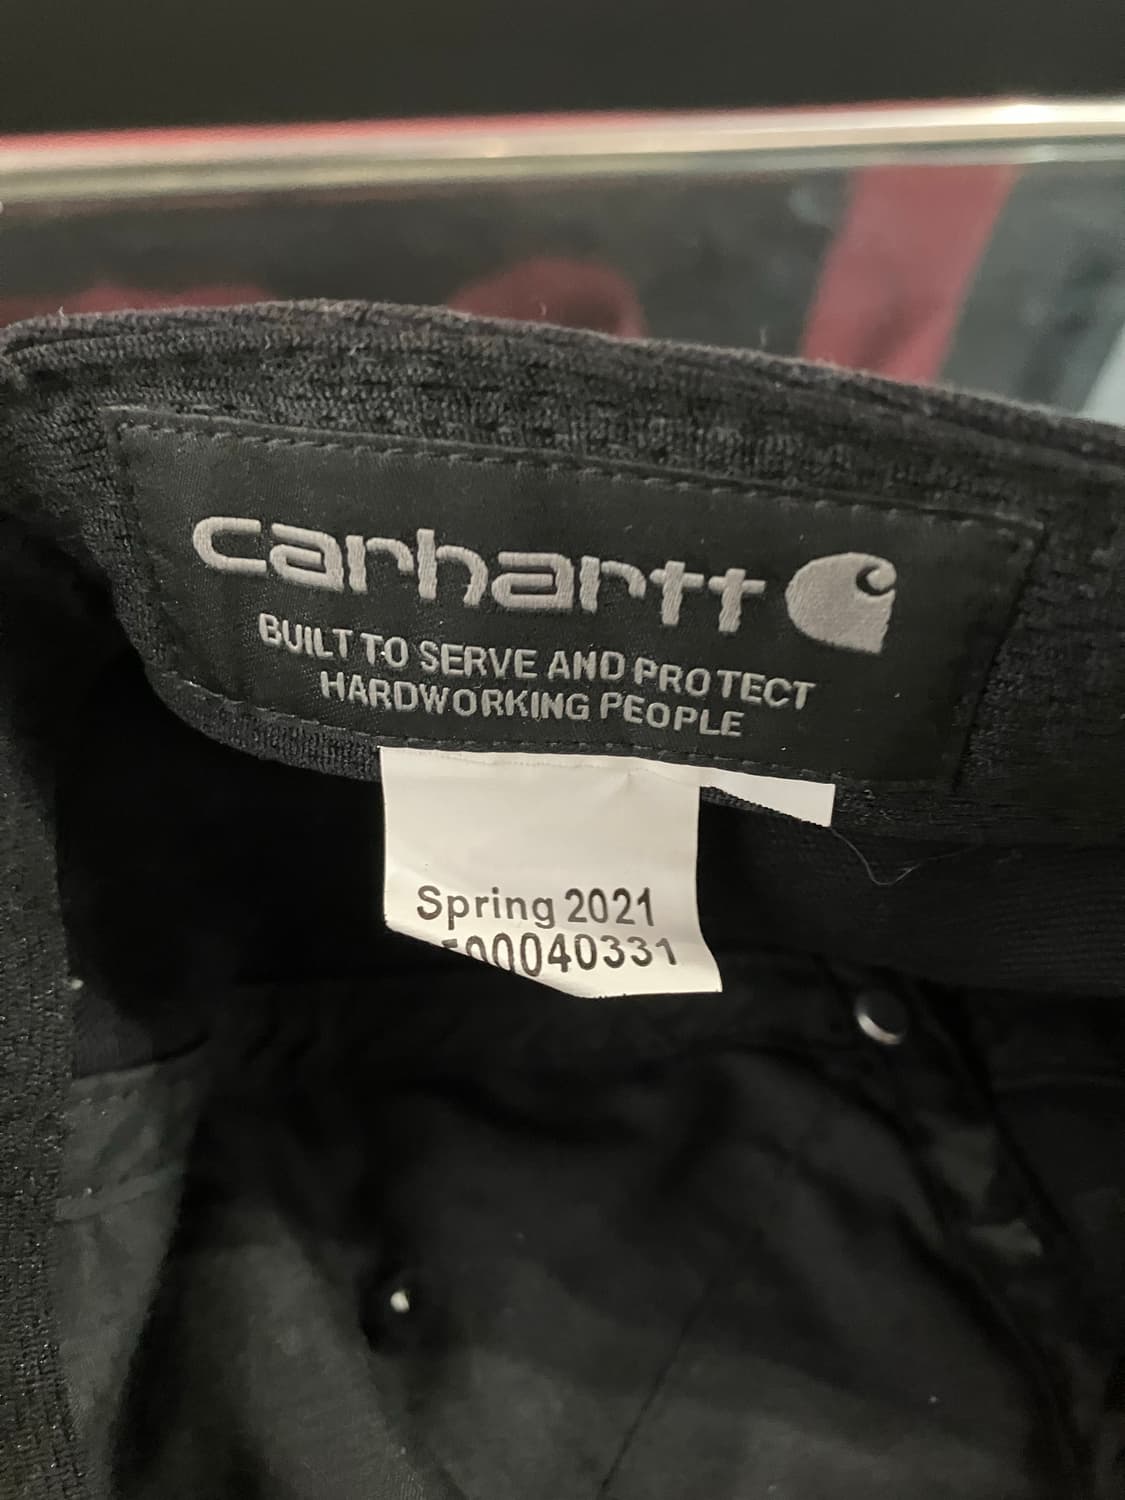 carhartt
BUILT TO SERVE AND PROTECT
HARDWORKING PEOPLE
Spring 2021